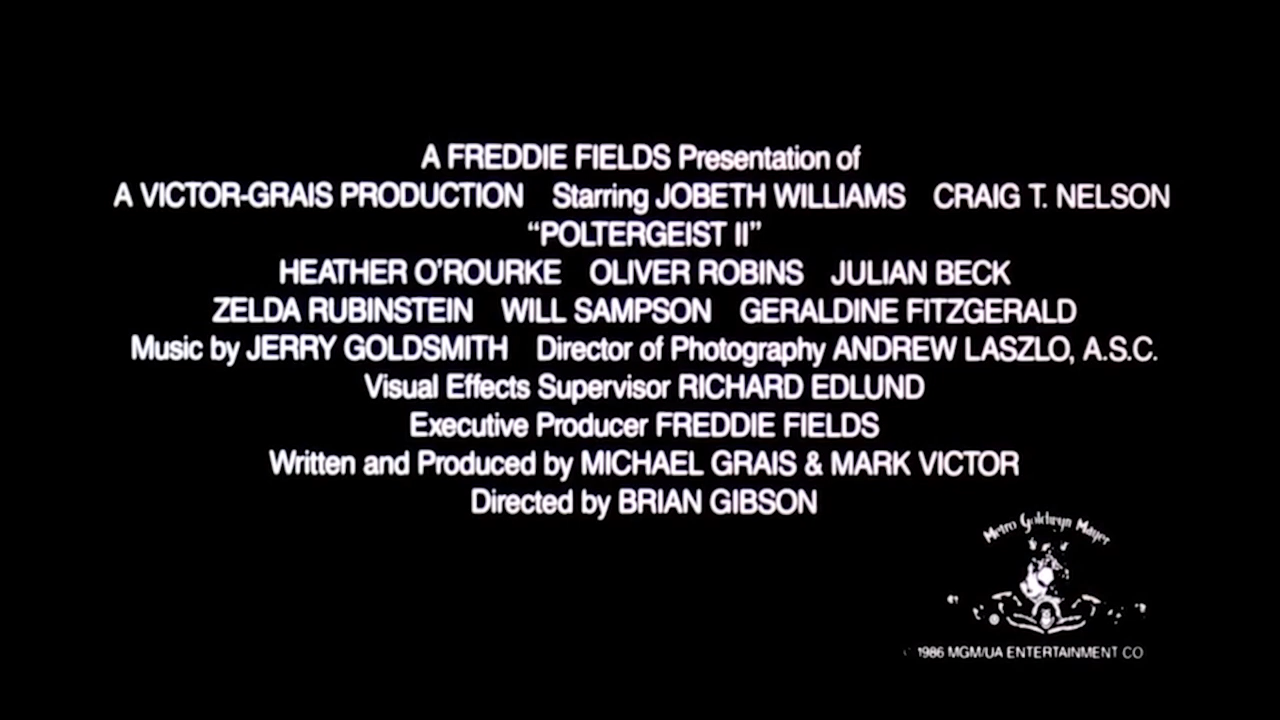 A FREDDIE FIELDS Presentation of
A VICTOR-GRAIS PRODUCTION Starring JOBETH WILLIAMS CRAIG T. NELSON
“POLTERGEIST II”
HEATHER O'ROURKE OLIVER ROBINS JULIAN BECK
ZELDA RUBINSTEIN WILL SAMPSON GERALDINE FITZGERALD
Music by JERRY GOLDSMITH Director of Photography ANDREW LASZLO, A.S.C.
Visual Effects Supervisor RICHARD EDLUND
Executive Producer FREDDIE FIELDS
Written and Produced by MICHAEL GRAIS & MARK VICTOR
Directed by BRIAN GIBSON
Metro Goldwyn Mayer
© 1986 MGM/UA ENTERTAINMENT CO